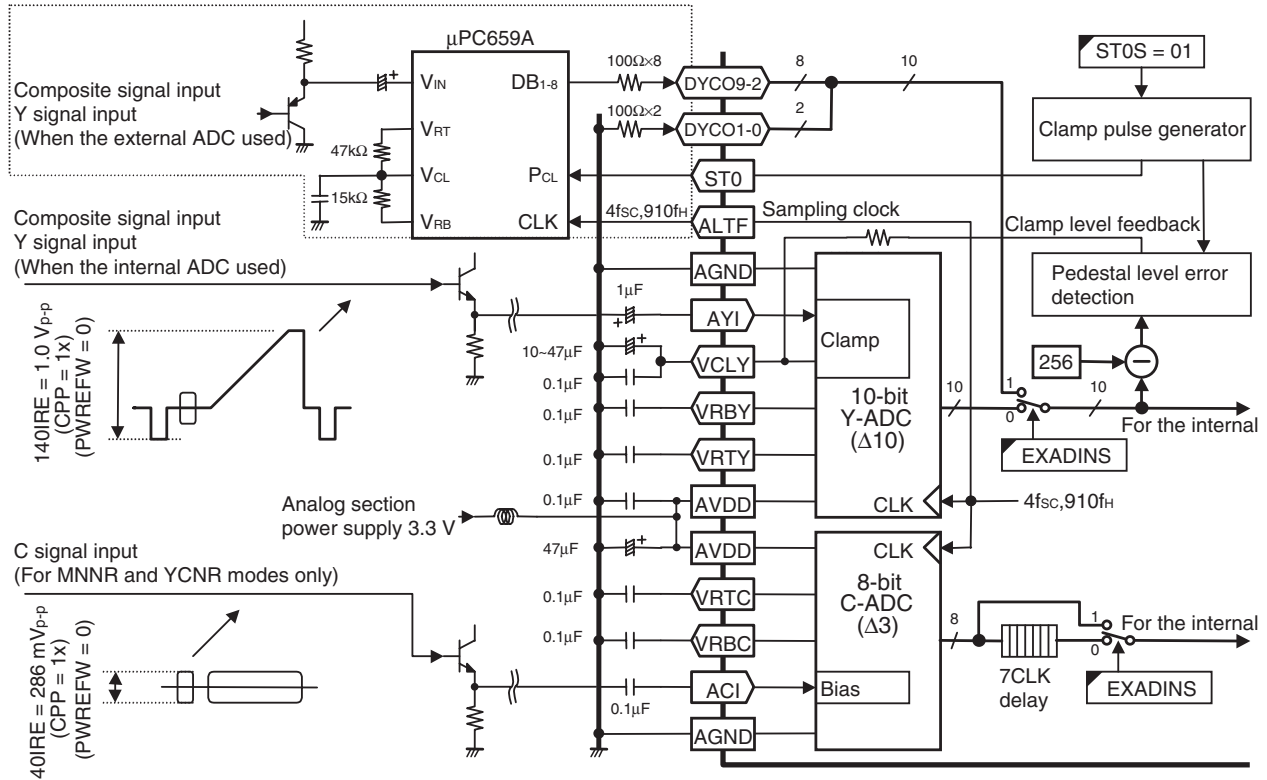 μPC659A
Composite signal input
Y signal input
(When the external ADC used)
VIN
VRT
VCL
VRB
DB1-8
PCL
CLK
47kΩ
15kΩ
100Ω×8
100Ω×2
DYCO9-2
DYCO1-0
ST0
ALTF
8
2
10
ST0S = 01
Clamp pulse generator
4fSC,910fH
Sampling clock
Clamp level feedback
Pedestal level error
detection
256
−
Composite signal input
Y signal input
(When the internal ADC used)
140IRE = 1.0 Vp-p
(CPP = 1x)
(PWREFW = 0)
1μF
+
10~47μF
+
0.1μF
0.1μF
0.1μF
0.1μF
47μF
+
0.1μF
0.1μF
0.1μF
AGND
AYI
VCLY
VRBY
VRTY
AVDD
AVDD
VRTC
VRBC
ACI
AGND
Clamp
10-bit
Y-ADC
(Δ10)
CLK
10
1
0
10
For the internal
EXADINS
4fSC,910fH
Analog section
power supply 3.3 V
C signal input
(For MNNR and YCNR modes only)
40IRE = 286 mVp-p
(CPP = 1x)
(PWREFW = 0)
CLK
8-bit
C-ADC
(Δ3)
Bias
8
7CLK
delay
1
0
For the internal
EXADINS
+